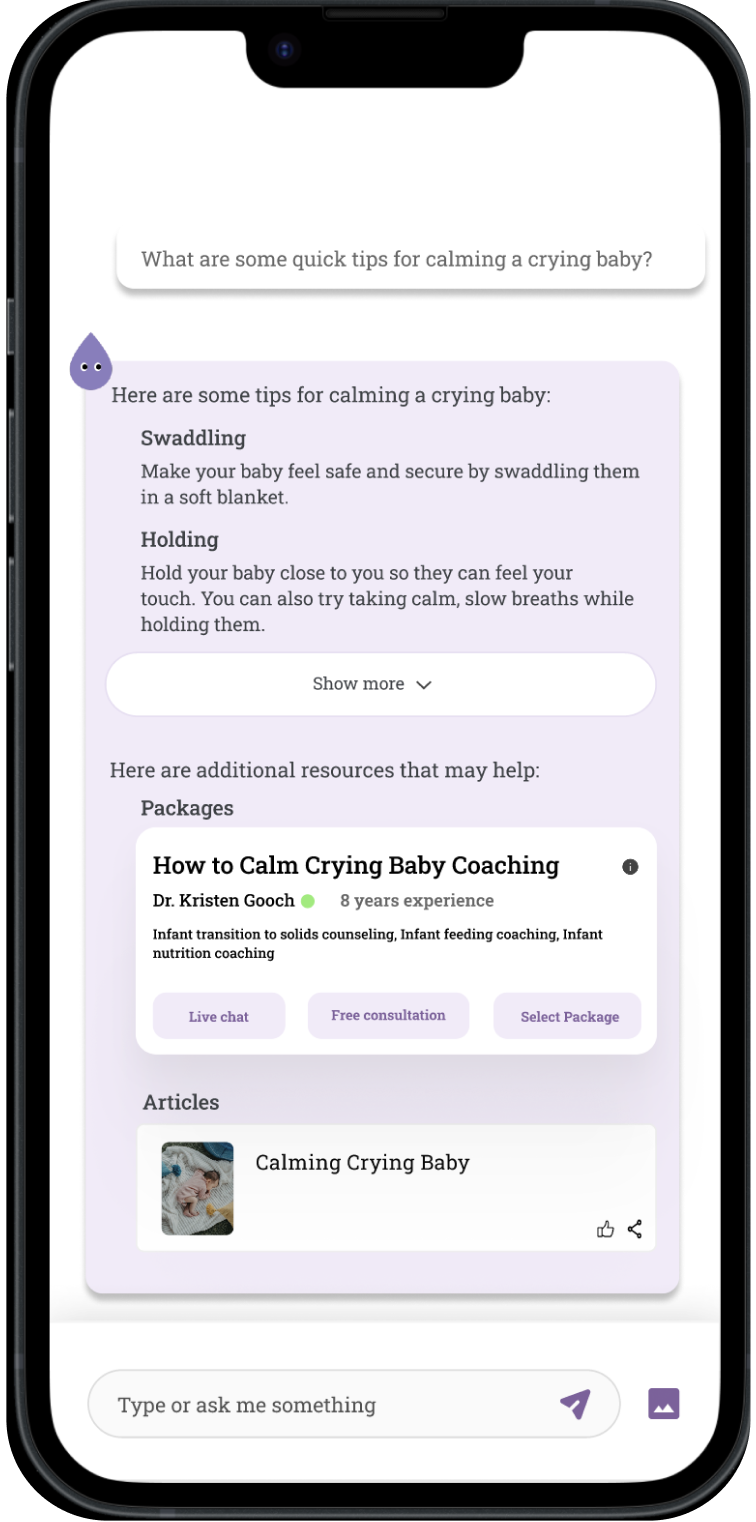 What are some quick tips for calming a crying baby?
Here are some tips for calming a crying baby:
Swaddling
Make your baby feel safe and secure by swaddling them
in a soft blanket.
Holding
Hold your baby close to you so they can feel your
touch. You can also try taking calm, slow breaths while
holding them.
Show more
Here are additional resources that may help:
Packages
How to Calm Crying Baby Coaching
Dr. Kristen Gooch 8 years experience
Infant transition to solids counseling, Infant feeding coaching, Infant
nutrition coaching
Live chat Free consultation Select Package
Articles
Calming Crying Baby
Type or ask me something